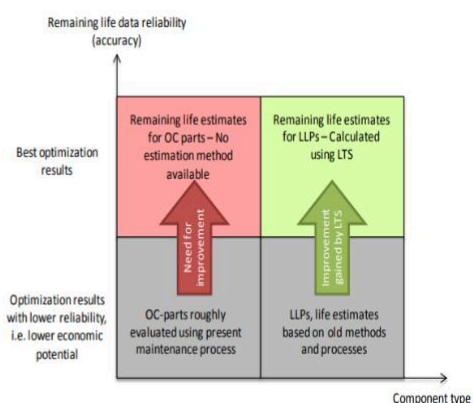 Remaining life data reliability
(accuracy)
Best optimization
results
Remaining life estimates
for OC parts – No
estimation method
available
Remaining life estimates
for LLPs – Calculated
using LTS
Need for
improvement
Improvement
gained by LTS
Optimization results
with lower reliability,
i.e. lower economic
potential
OC-parts roughly
evaluated using present
maintenance process
LLPs, life estimates
based on old methods
and processes
Component type